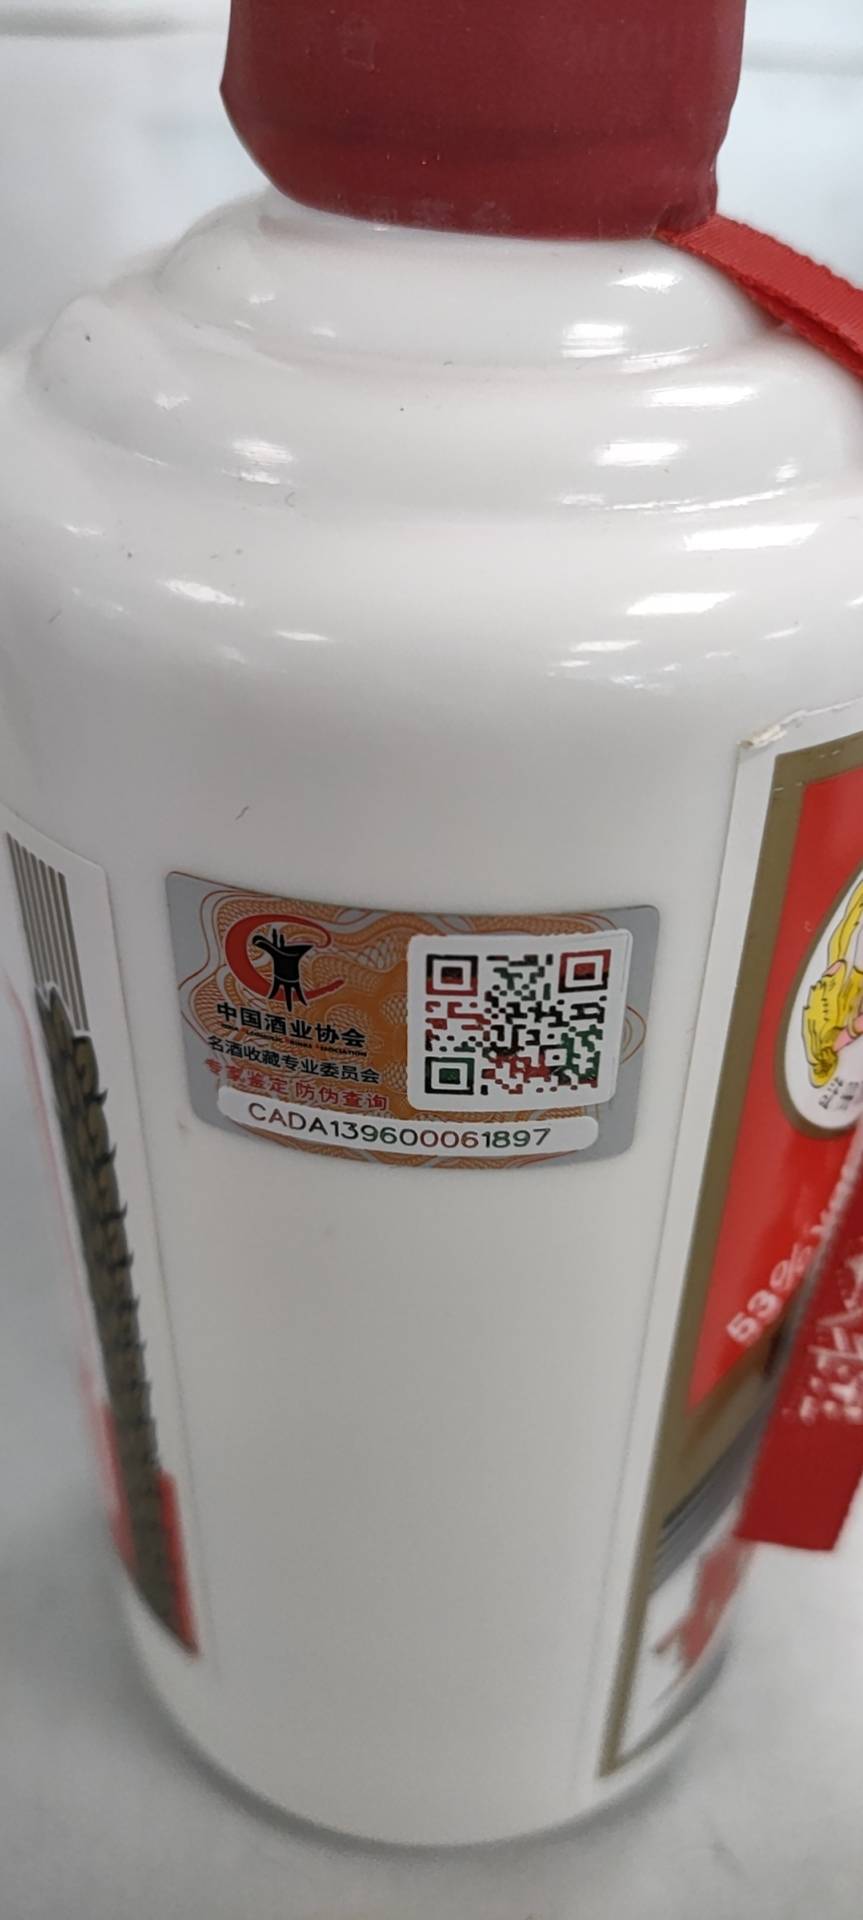 MOU
中国酒业协会
名酒收藏专业委员会
专家鉴定 防伪查询
CADA139600061897
53%